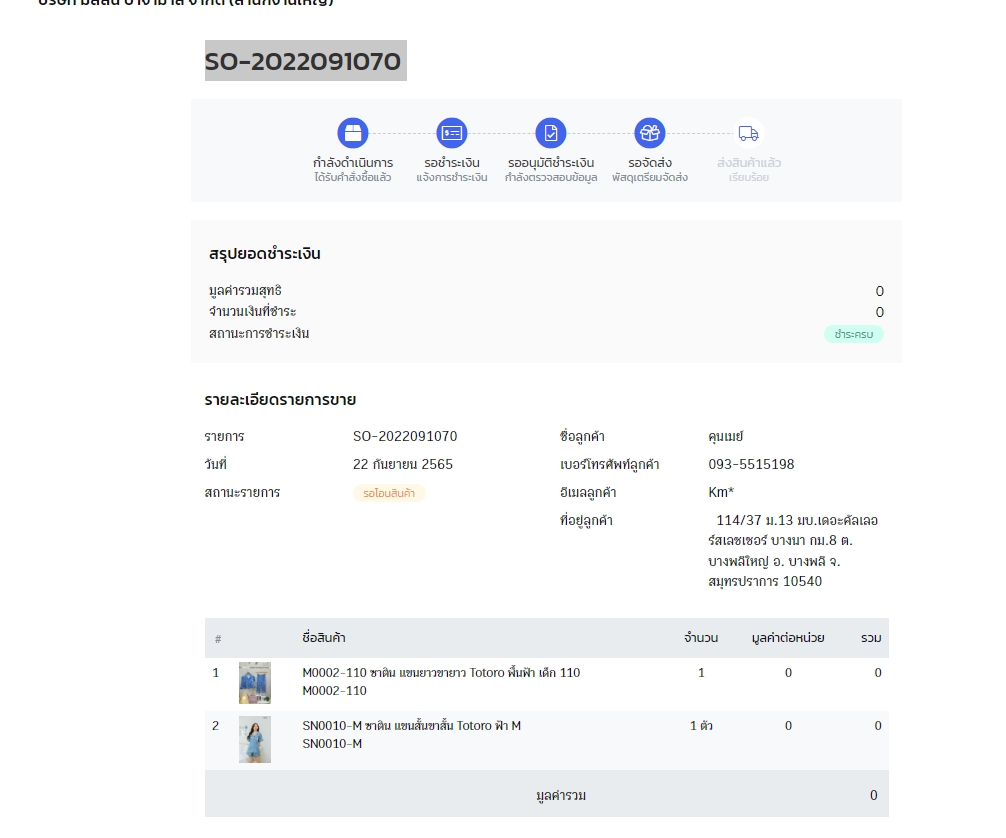 SO-2022091070
กำลังดำเนินการ
ได้รับคำสั่งซื้อแล้ว
รอชำระเงิน
แจ้งการชำระเงิน
รออนุมัติชำระเงิน
กำลังตรวจสอบข้อมูล
รอจัดส่ง
พัสดุเตรียมจัดส่ง
ส่งสินค้าแล้ว
เรียบร้อย
สรุปยอดชำระเงิน
มูลค่ารวมสุทธิ 0
จำนวนเงินที่ชำระ 0
สถานะการชำระเงิน ชำระครบ
รายละเอียดรายการขาย
รายการ SO-2022091070
วันที่ 22 กันยายน 2565
สถานะรายการ รอโอนสินค้า
ชื่อลูกค้า คุนเมย์
เบอร์โทรศัพท์ลูกค้า 093-5515198
อีเมลลูกค้า Km*
ที่อยู่ลูกค้า 114/37 ม.13 มบ.เดอะคัลเลอ
ร์สเลชเชอร์ บางนา กม.8 ต.
บางพลีใหญ่ อ. บางพลี จ.
สมุทรปราการ 10540
# ชื่อสินค้า จำนวน มูลค่าต่อหน่วย รวม
1 M0002-110 ซาติน แขนยาวขายาว Totoro พื้นฟ้า เด็ก 110 1 0 0
M0002-110
2 SN0010-M ซาติน แขนสั้นขาสั้น Totoro ฟ้า M 1 ตัว 0 0
SN0010-M
มูลค่ารวม 0